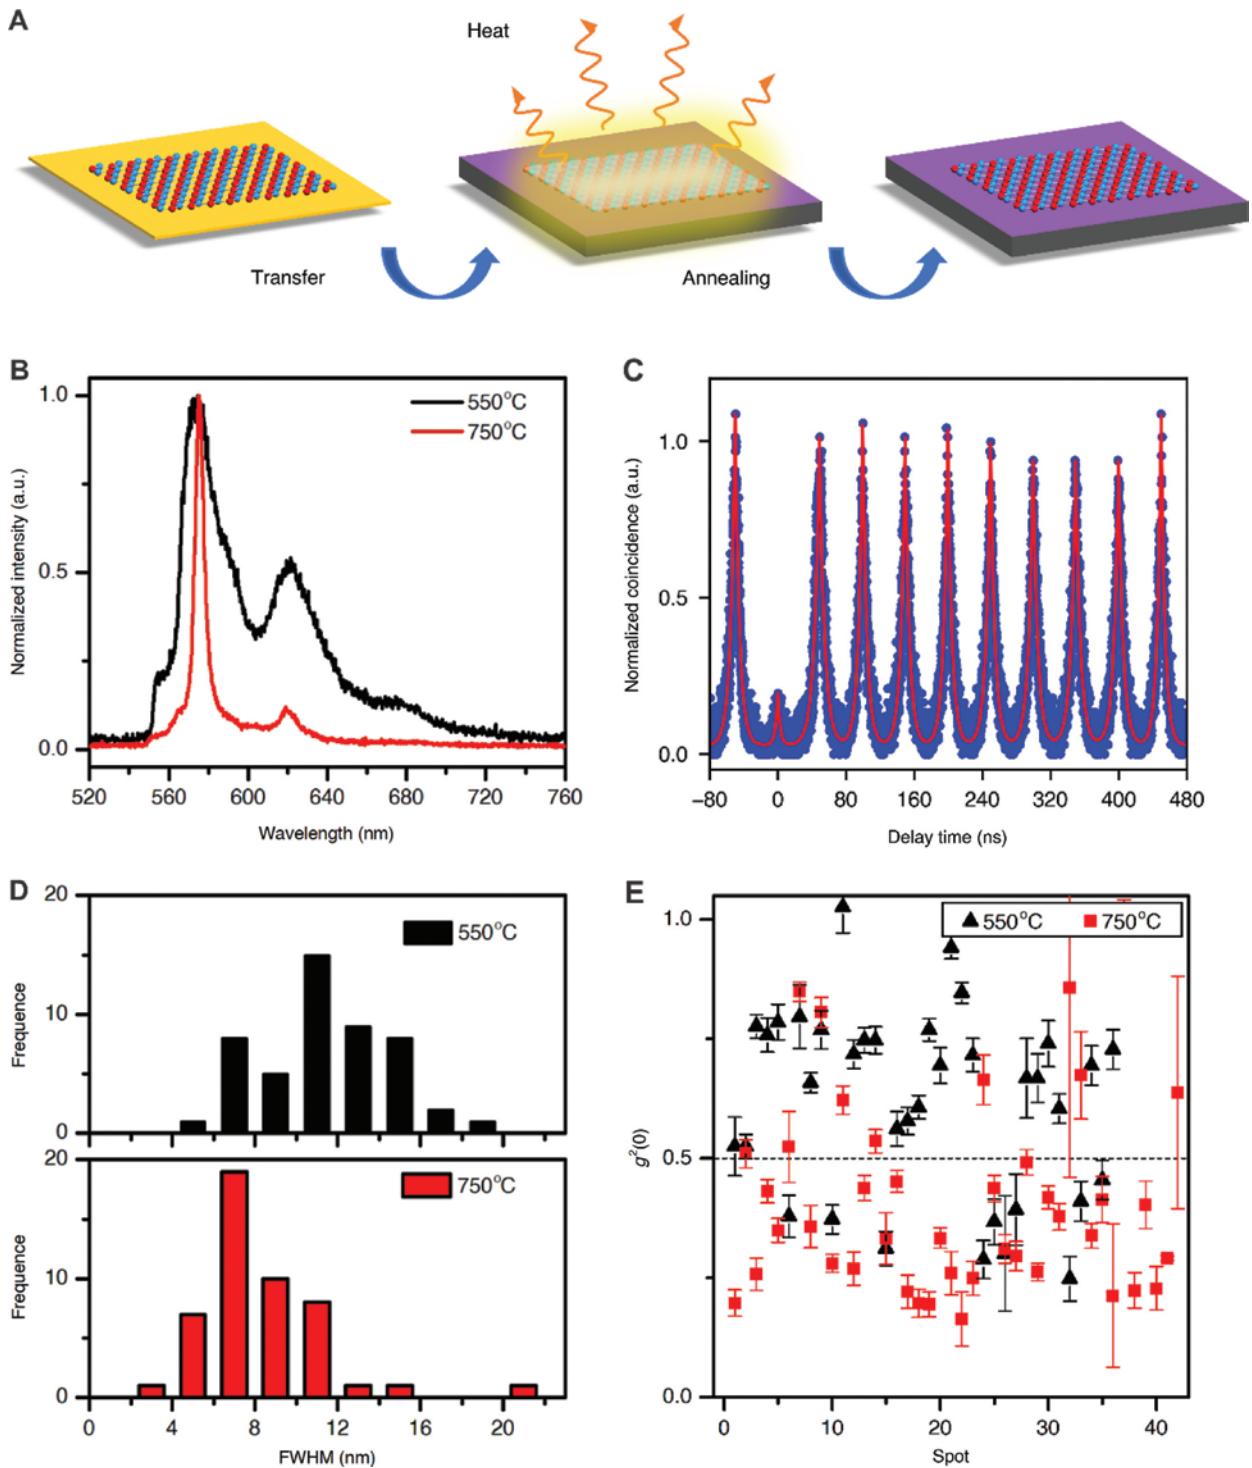 A
Heat
Transfer
Annealing
B
Normalized intensity (a.u.)
1.0
0.5
0.0
550°C
750°C
520 560 600 640 680 720 760
Wavelength (nm)
C
Normalized coincidence (a.u.)
1.0
0.5
0.0
−80 0 80 160 240 320 400 480
Delay time (ns)
D
Frequence
20
10
0
550°C
Frequence
20
10
0
750°C
0 4 8 12 16 20
FWHM (nm)
E
g²(0)
1.0
0.5
0.0
550°C 750°C
0 10 20 30 40
Spot